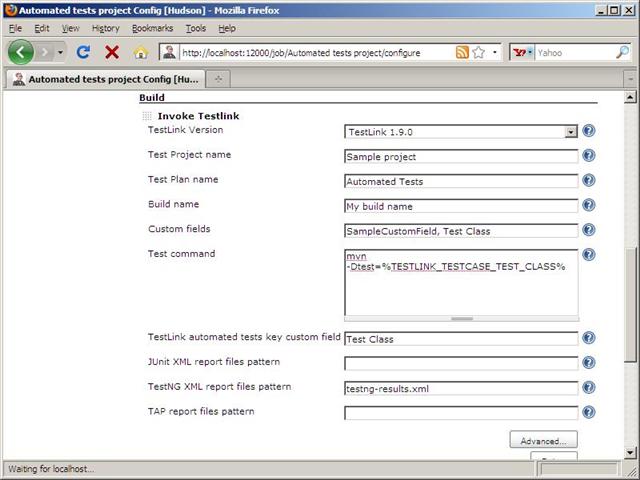 Automated tests project Config [Hudson] - Mozilla Firefox
File Edit View History Bookmarks Tools Help
http://localhost:12000/job/Automated tests project/configure
Yahoo
Automated tests project Config [Hu...
Build
Invoke Testlink
TestLink Version TestLink 1.9.0
Test Project name Sample project
Test Plan name Automated Tests
Build name My build name
Custom fields SampleCustomField, Test Class
Test command mvn
-Dtest=%TESTLINK_TESTCASE_TEST_CLASS%
TestLink automated tests key custom field Test Class
JUnit XML report files pattern
TestNG XML report files pattern testng-results.xml
TAP report files pattern
Advanced...
Waiting for localhost...